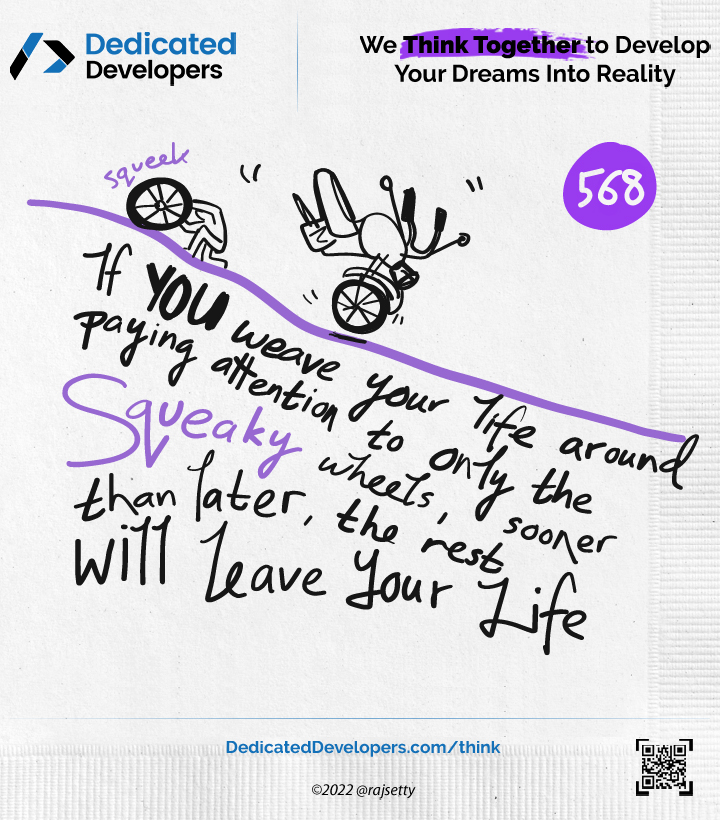 Dedicated
Developers
We Think Together to Develop
Your Dreams Into Reality
squeek
568
If YOU weave your life around
paying attention to only the
Squeaky wheels, sooner
than later, the rest
will leave your Life
DedicatedDevelopers.com/think
©2022 @rajsetty